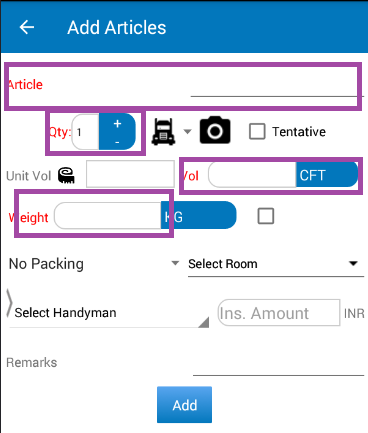 Add Articles
Article
Qty: 1 + -
Tentative
Unit Vol
Vol CFT
Weight KG
No Packing Select Room
Select Handyman Ins. Amount INR
Remarks
Add